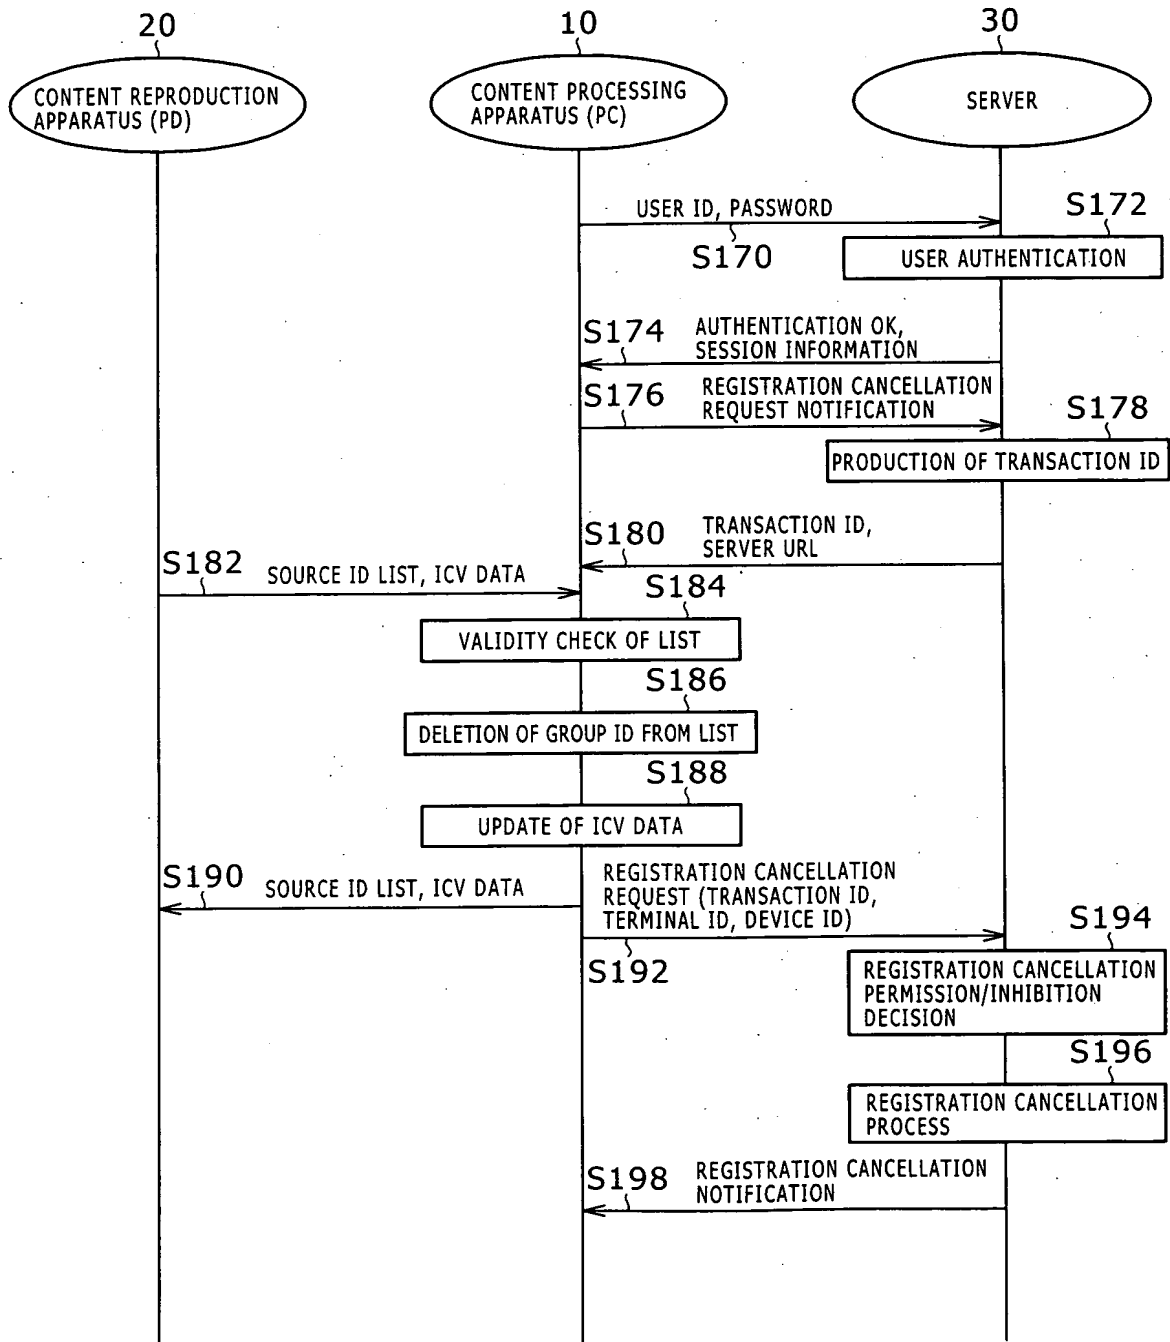 20
10
30
CONTENT REPRODUCTION
APPARATUS (PD)
CONTENT PROCESSING
APPARATUS (PC)
SERVER
USER ID, PASSWORD
S170
S172
USER AUTHENTICATION
S174
AUTHENTICATION OK,
SESSION INFORMATION
S176
REGISTRATION CANCELLATION
REQUEST NOTIFICATION
S178
PRODUCTION OF TRANSACTION ID
S180
TRANSACTION ID,
SERVER URL
S182
SOURCE ID LIST, ICV DATA
S184
VALIDITY CHECK OF LIST
S186
DELETION OF GROUP ID FROM LIST
S188
UPDATE OF ICV DATA
S190
SOURCE ID LIST, ICV DATA
REGISTRATION CANCELLATION
REQUEST (TRANSACTION ID,
TERMINAL ID, DEVICE ID)
S192
S194
REGISTRATION CANCELLATION
PERMISSION/INHIBITION
DECISION
S196
REGISTRATION CANCELLATION
PROCESS
S198
REGISTRATION CANCELLATION
NOTIFICATION